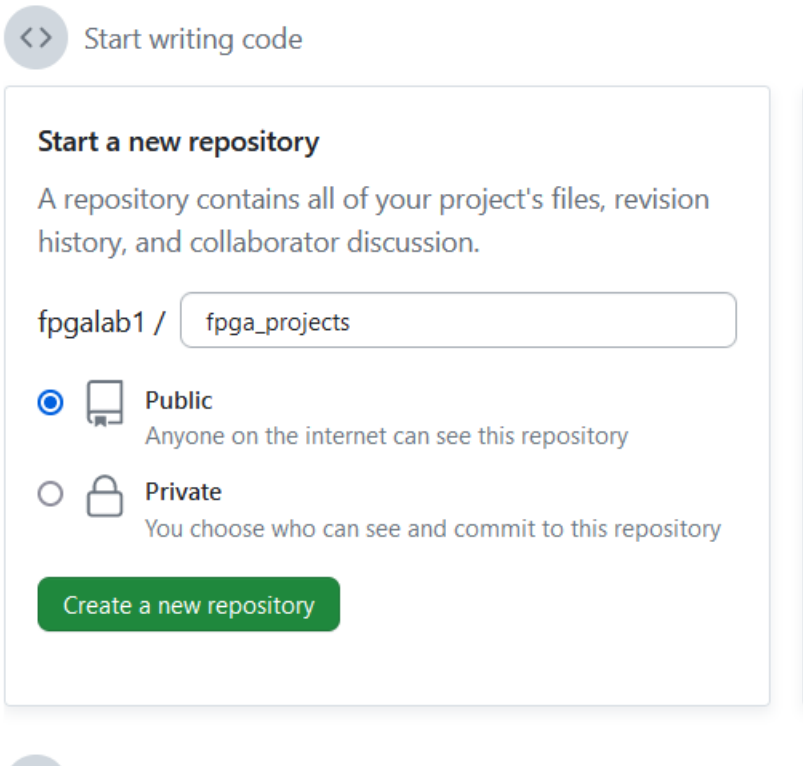 <> Start writing code
Start a new repository
A repository contains all of your project's files, revision
history, and collaborator discussion.
fpgalab1 / fpga_projects
Public
Anyone on the internet can see this repository
Private
You choose who can see and commit to this repository
Create a new repository